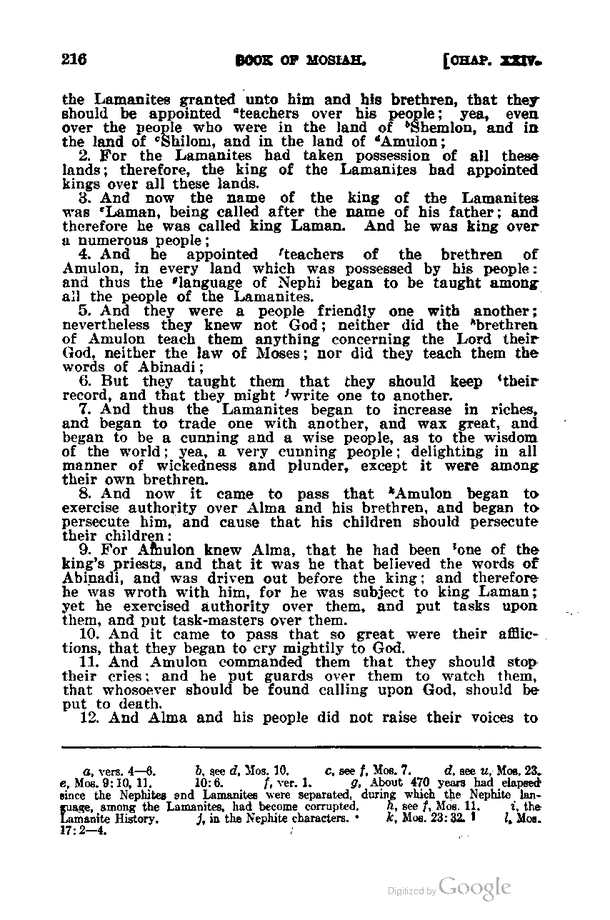 216 BOOK OF MOSIAH. [CHAP. XXIV.
the Lamanites granted unto him and his brethren, that they
should be appointed ᵃteachers over his people; yea, even
over the people who were in the land of ᵇShemlon, and in
the land of ᶜShilom, and in the land of ᵈAmulon;
2. For the Lamanites had taken possession of all these
lands; therefore, the king of the Lamanites had appointed
kings over all these lands.
3. And now the name of the king of the Lamanites
was ᵉLaman, being called after the name of his father; and
therefore he was called king Laman. And he was king over
a numerous people;
4. And he appointed ᶠteachers of the brethren of
Amulon, in every land which was possessed by his people:
and thus the ᵍlanguage of Nephi began to be taught among
all the people of the Lamanites.
5. And they were a people friendly one with another;
nevertheless they knew not God; neither did the ʰbrethren
of Amulon teach them anything concerning the Lord their
God, neither the law of Moses; nor did they teach them the
words of Abinadi;
6. But they taught them that they should keep ⁱtheir
record, and that they might ʲwrite one to another.
7. And thus the Lamanites began to increase in riches,
and began to trade one with another, and wax great, and
began to be a cunning and a wise people, as to the wisdom
of the world; yea, a very cunning people; delighting in all
manner of wickedness and plunder, except it were among
their own brethren.
8. And now it came to pass that ᵏAmulon began to
exercise authority over Alma and his brethren, and began to
persecute him, and cause that his children should persecute
their children:
9. For Amulon knew Alma, that he had been ˡone of the
king's priests, and that it was he that believed the words of
Abinadi, and was driven out before the king; and therefore
he was wroth with him, for he was subject to king Laman;
yet he exercised authority over them, and put tasks upon
them, and put task-masters over them.
10. And it came to pass that so great were their afflic-
tions, that they began to cry mightily to God.
11. And Amulon commanded them that they should stop
their cries; and he put guards over them to watch them,
that whosoever should be found calling upon God, should be
put to death.
12. And Alma and his people did not raise their voices to
a, vers. 4—6. b, see d, Mos. 10. c, see f, Mos. 7. d, see u, Mos. 23.
e, Mos. 9: 10, 11. 10: 6. f, ver. 1. g, About 470 years had elapsed
since the Nephites and Lamanites were separated, during which the Nephite lan-
guage, among the Lamanites, had become corrupted. h, see f, Mos. 11. i, the
Lamanite History. j, in the Nephite characters. k, Mos. 23: 32. l, Mos.
17: 2—4.
Digitized by Google